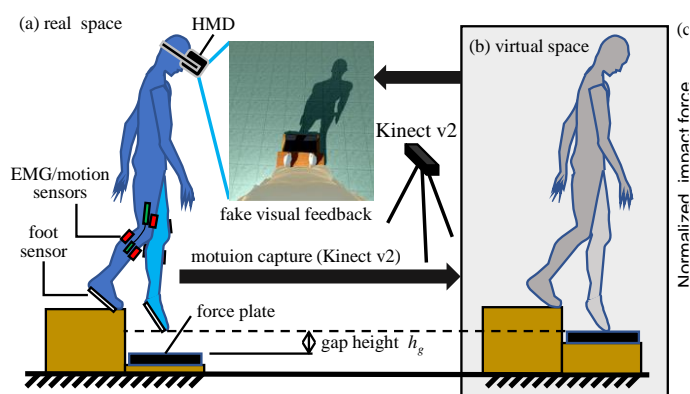 (a) real space
HMD
(b) virtual space
(c
Kinect v2
EMG/motion
sensors
fake visual feedback
foot
sensor
motuion capture (Kinect v2)
force plate
gap height h_g
Normalized impact force